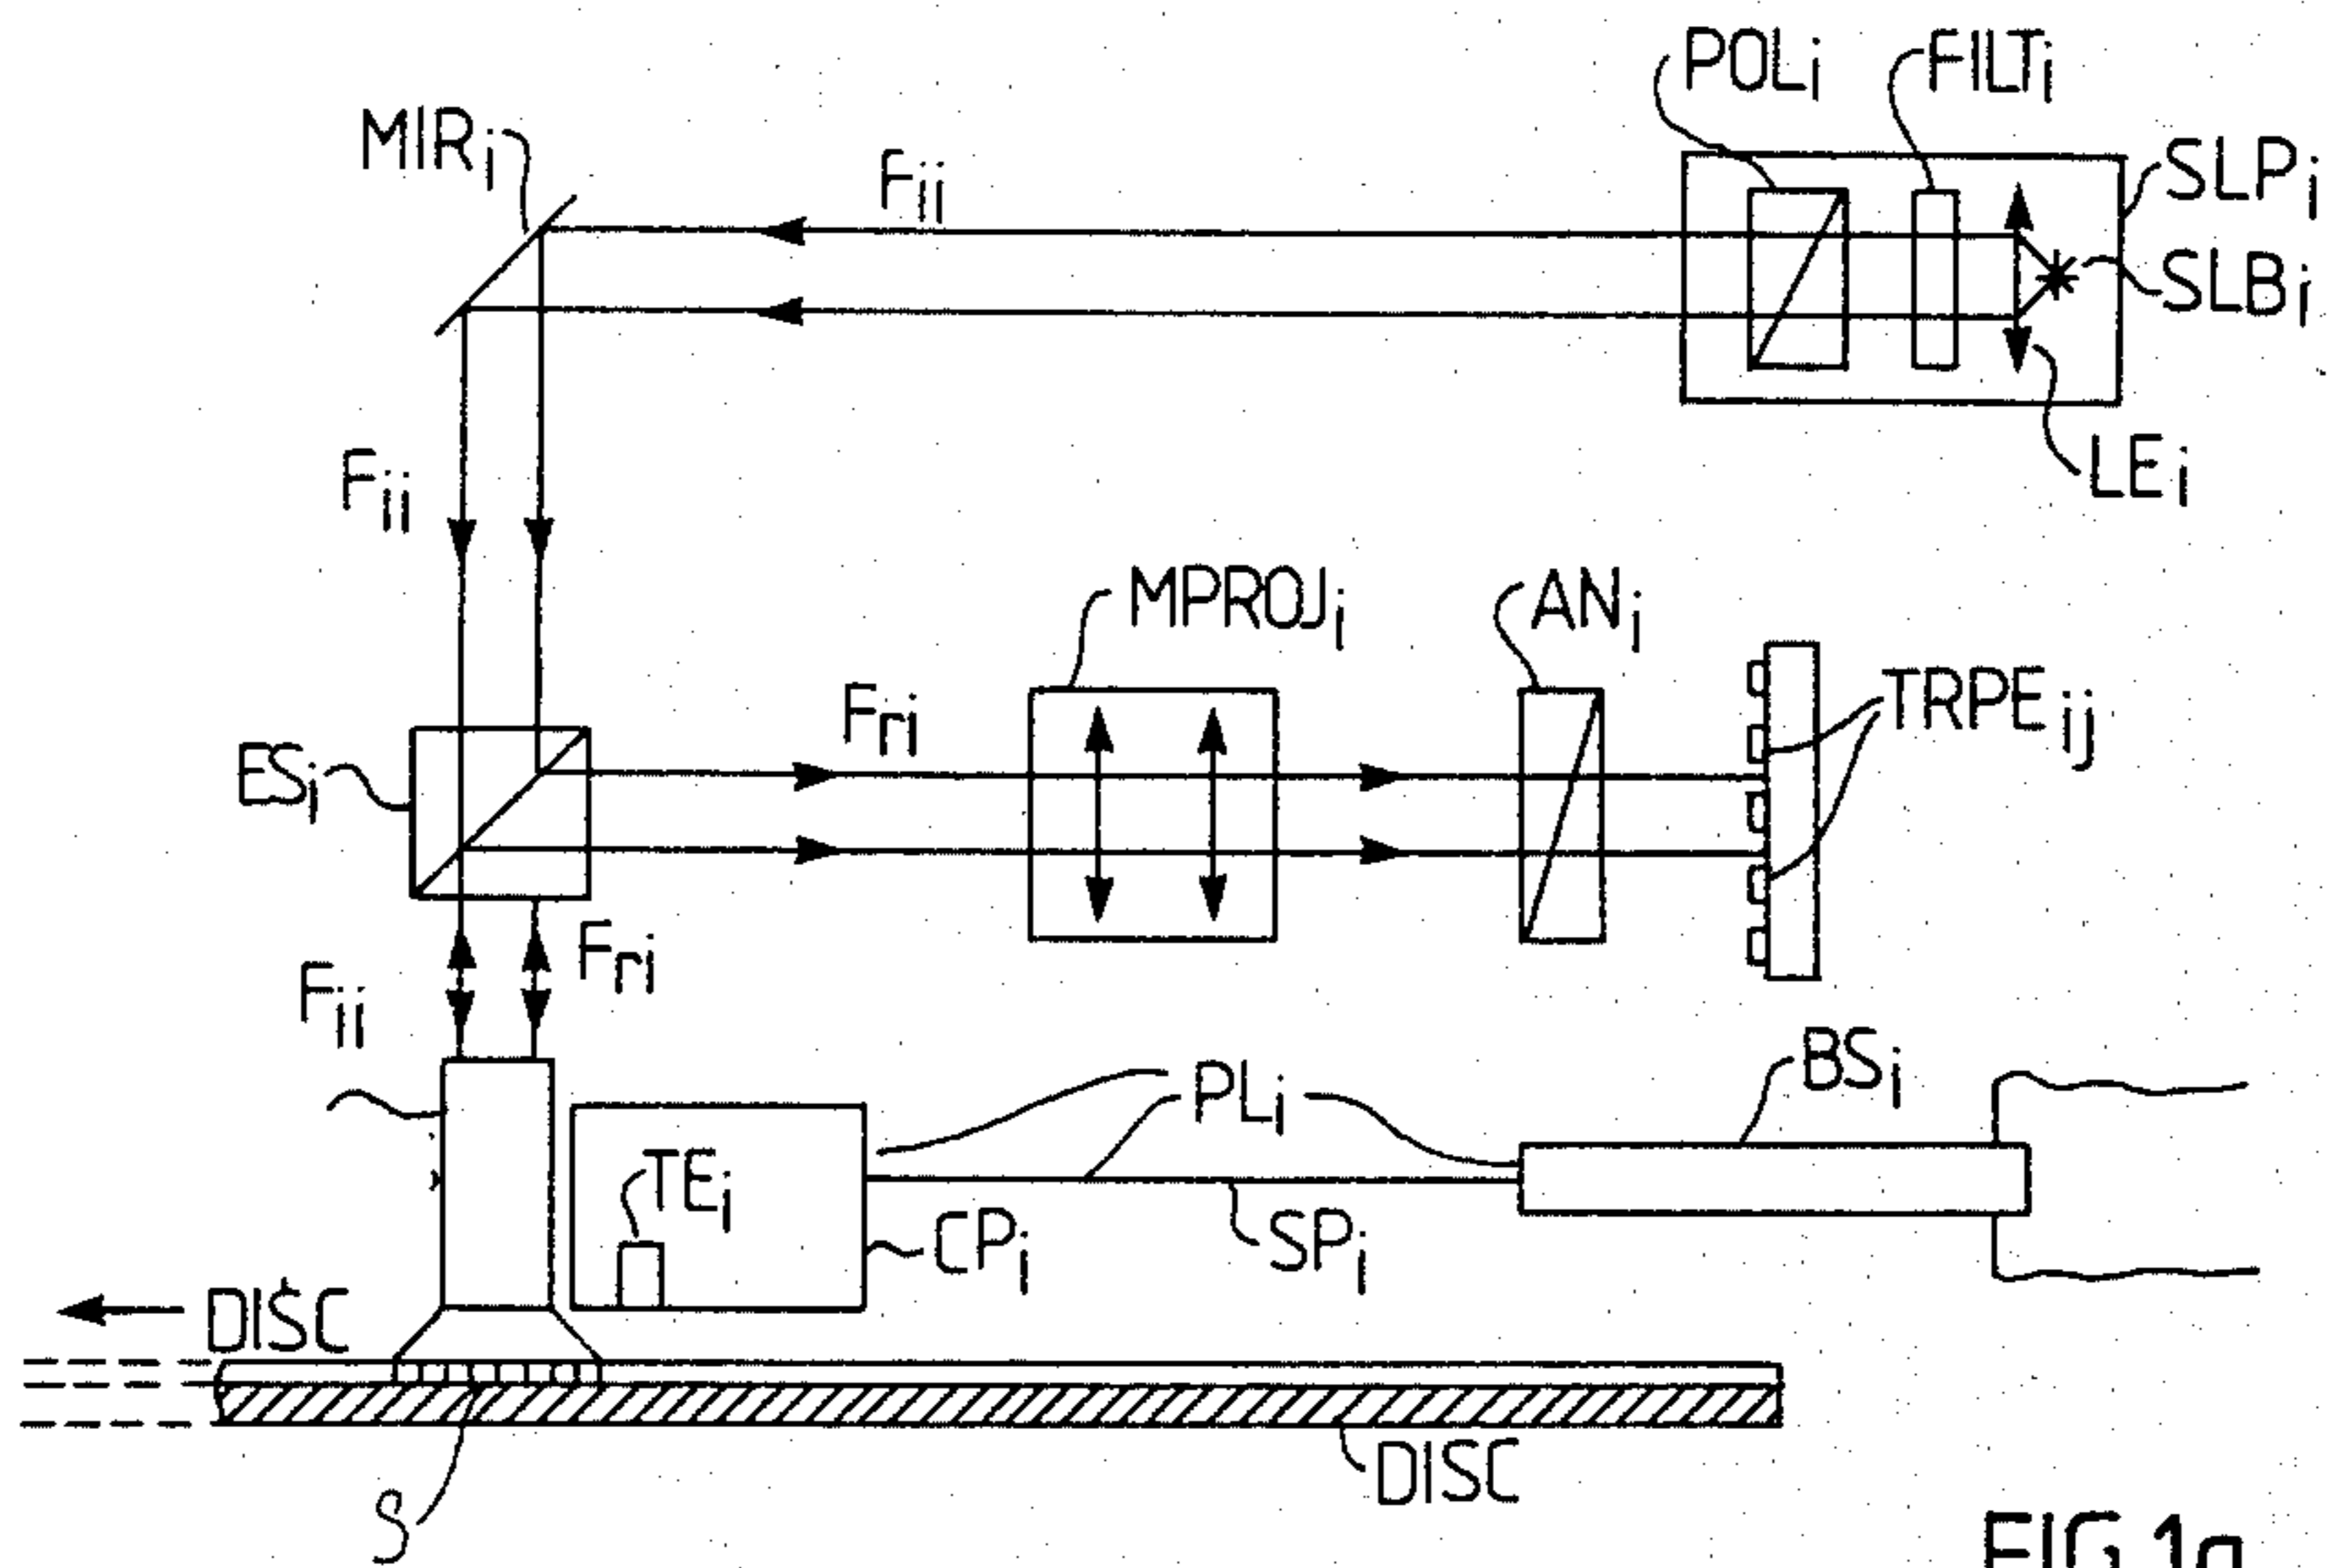 POLi
FILTi
MIRi
Fii
SLPi
SLBi
LEi
Fii
MPROJi
ANi
TRPEij
Fri
ESi
Fri
Fii
BSi
PLi
TEi
CPi
SPi
DISC
DISC
S
FIG.1a